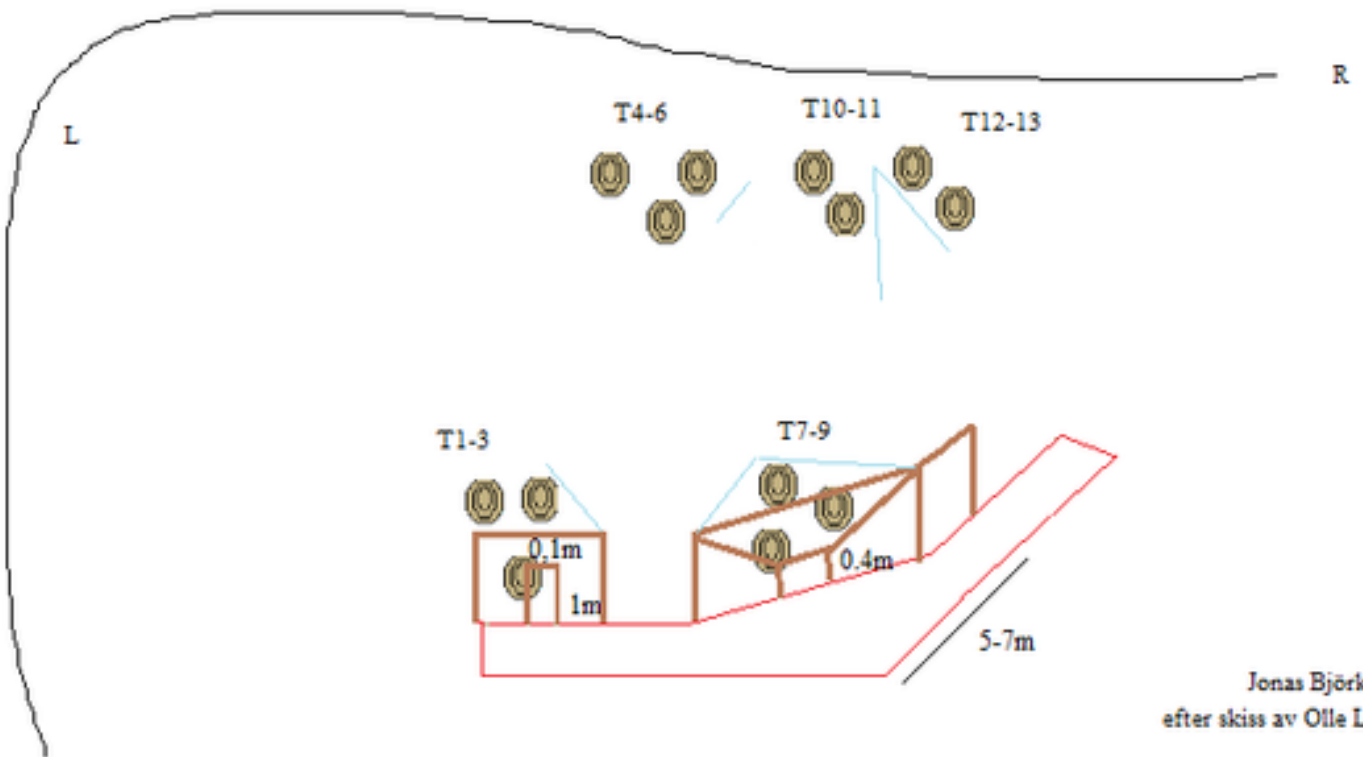 R
T4-6
T10-11
T12-13
L
T1-3
T7-9
0,1m
0.4m
1m
5-7m
Jonas Björk
efter skiss av Olle L